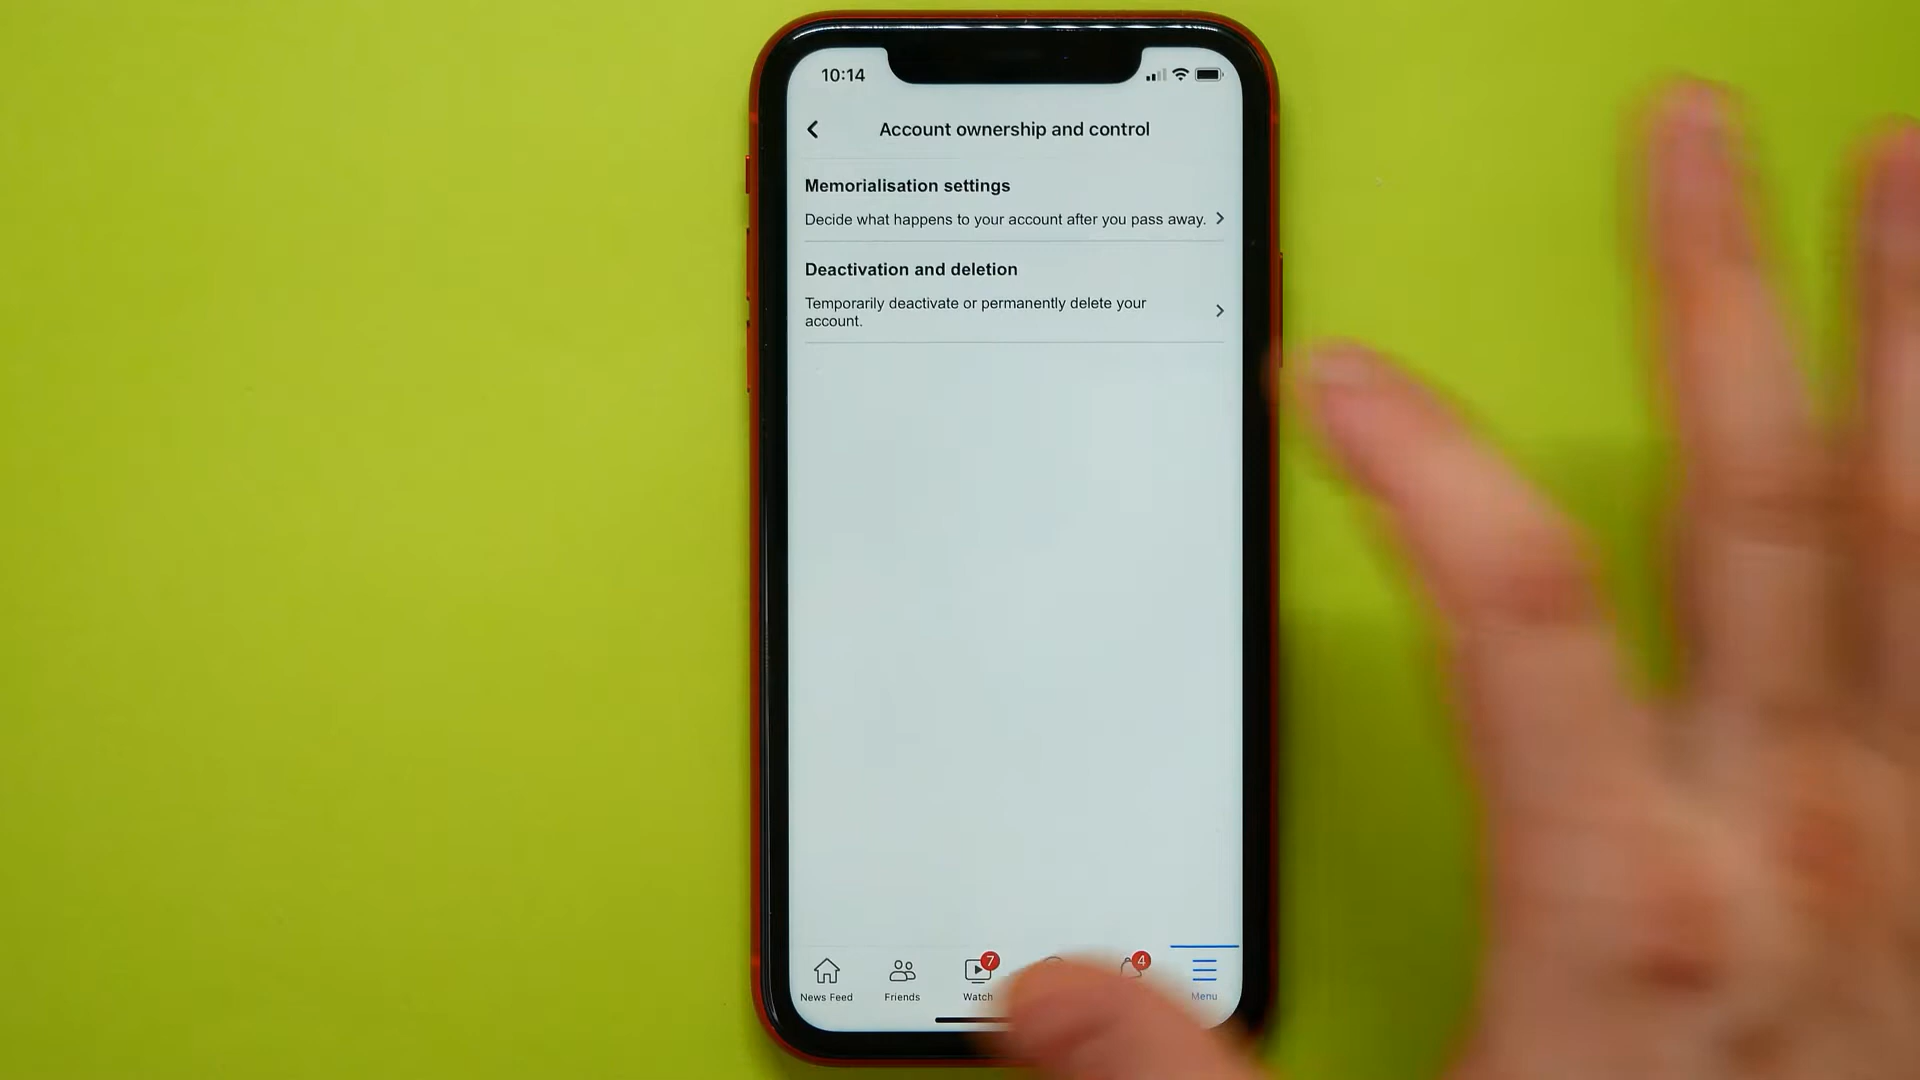 10:14
Account ownership and control
Memorialisation settings
Decide what happens to your account after you pass away.
Deactivation and deletion
Temporarily deactivate or permanently delete your
account.
7
4
News Feed
Friends
Watch
Menu